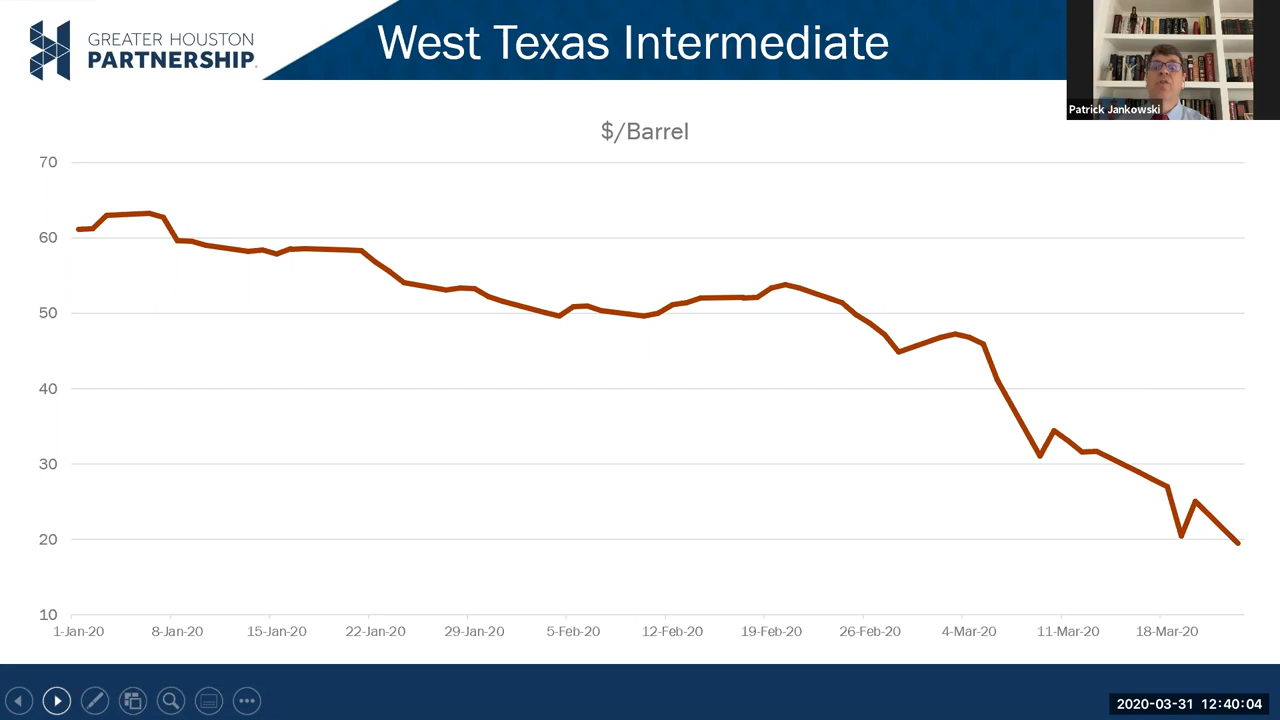 GREATER HOUSTON
PARTNERSHIP.
West Texas Intermediate
Patrick Jankowski
$/Barrel
70
60
50
40
30
20
10
1-Jan-20
8-Jan-20
15-Jan-20
22-Jan-20
29-Jan-20
5-Feb-20
12-Feb-20
19-Feb-20
26-Feb-20
4-Mar-20
11-Mar-20
18-Mar-20
2020-03-31 12:40:04